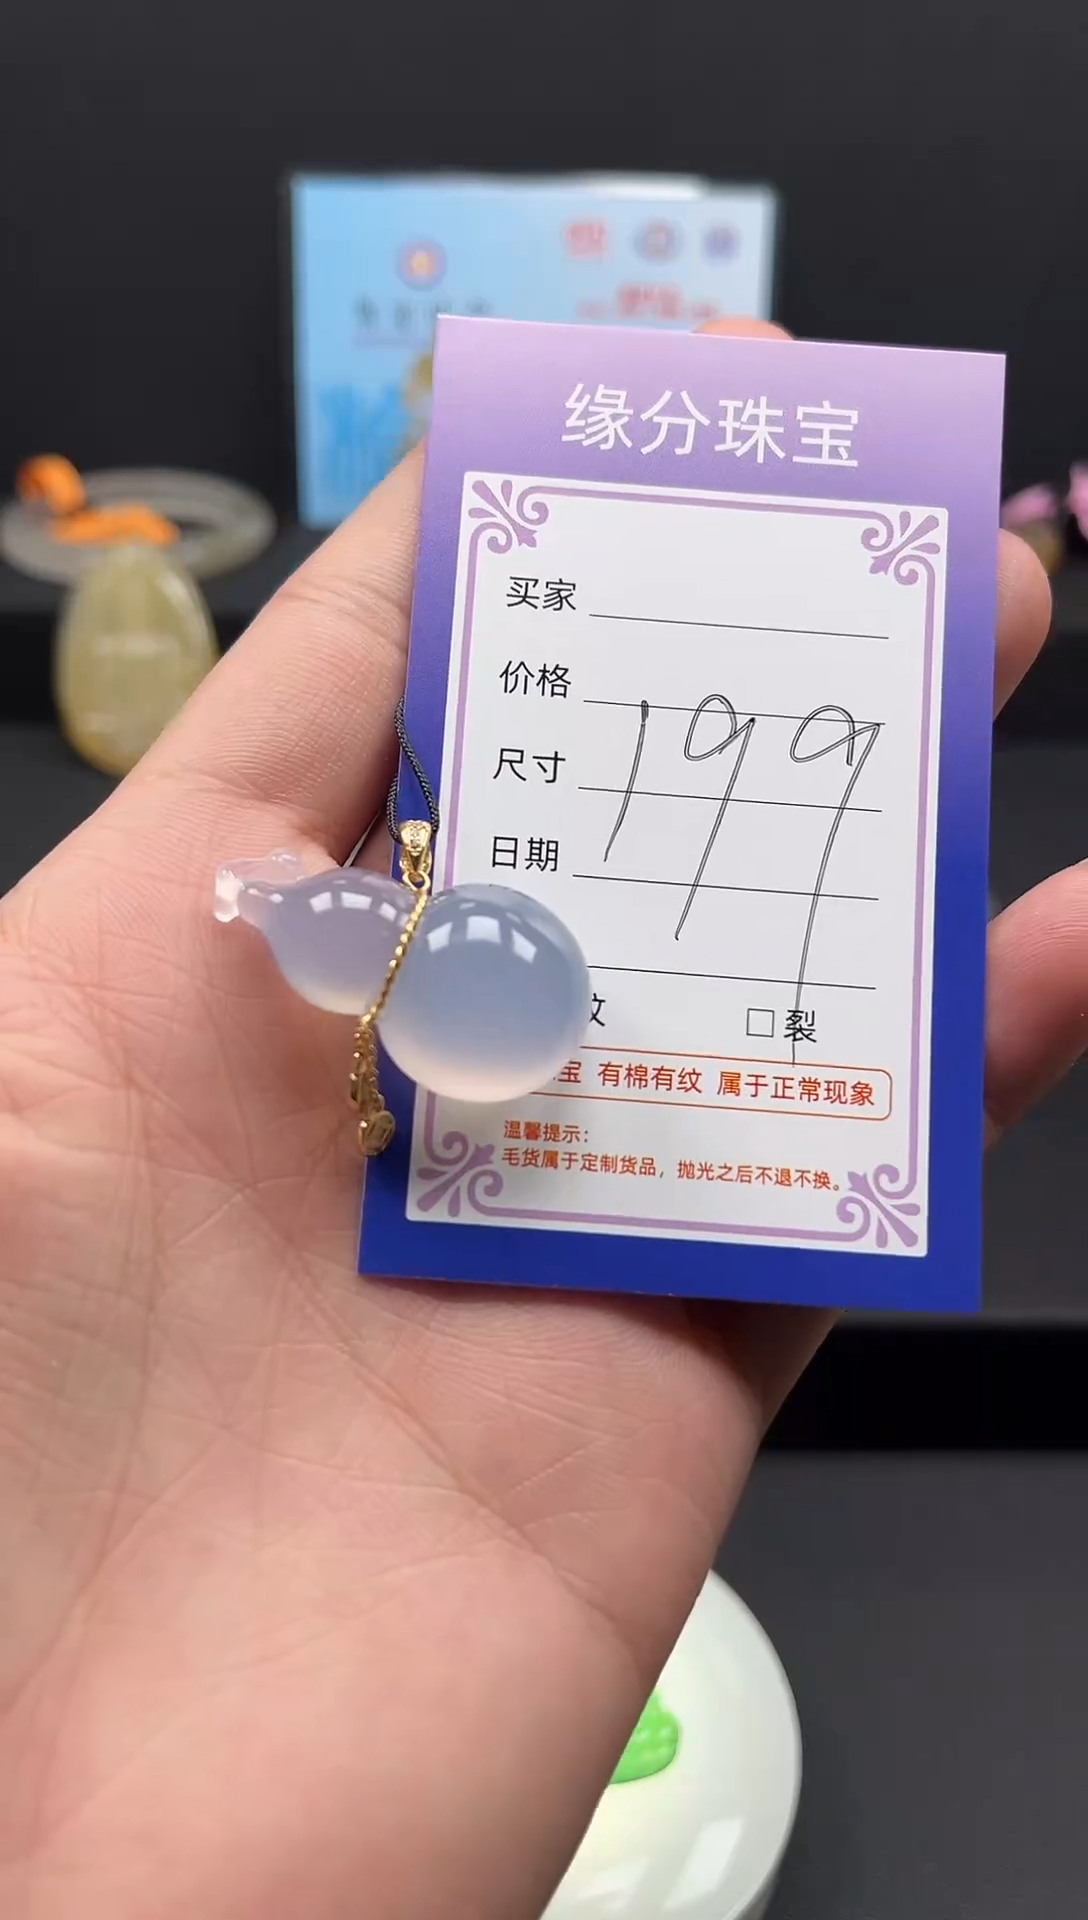 缘分珠宝
买家
价格
199
尺寸
日期
纹 □裂
宝 有棉有纹 属于正常现象
温馨提示：
毛货属于定制货品，抛光之后不退不换。